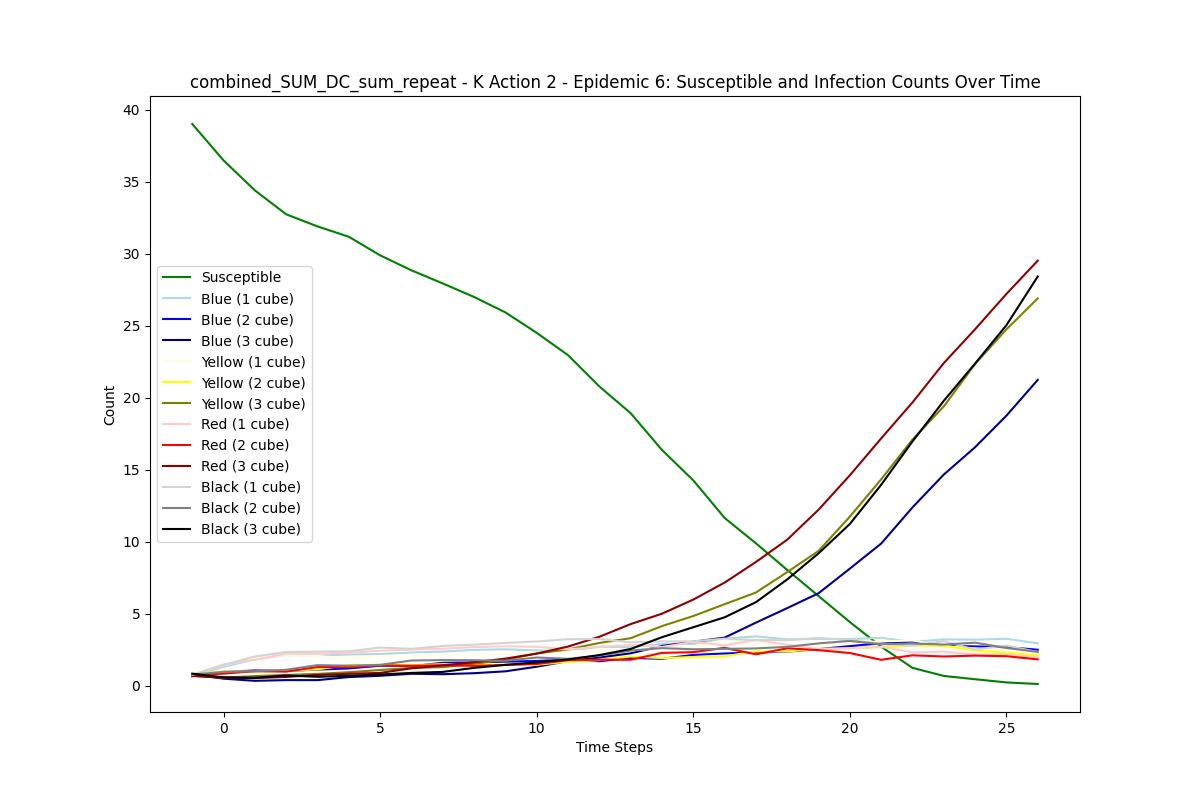 combined_SUM_DC_sum_repeat - K Action 2 - Epidemic 6: Susceptible and Infection Counts Over Time
40
35
30
25
20
15
10
5
0
Count
Susceptible
Blue (1 cube)
Blue (2 cube)
Blue (3 cube)
Yellow (1 cube)
Yellow (2 cube)
Yellow (3 cube)
Red (1 cube)
Red (2 cube)
Red (3 cube)
Black (1 cube)
Black (2 cube)
Black (3 cube)
0 5 10 15 20 25
Time Steps